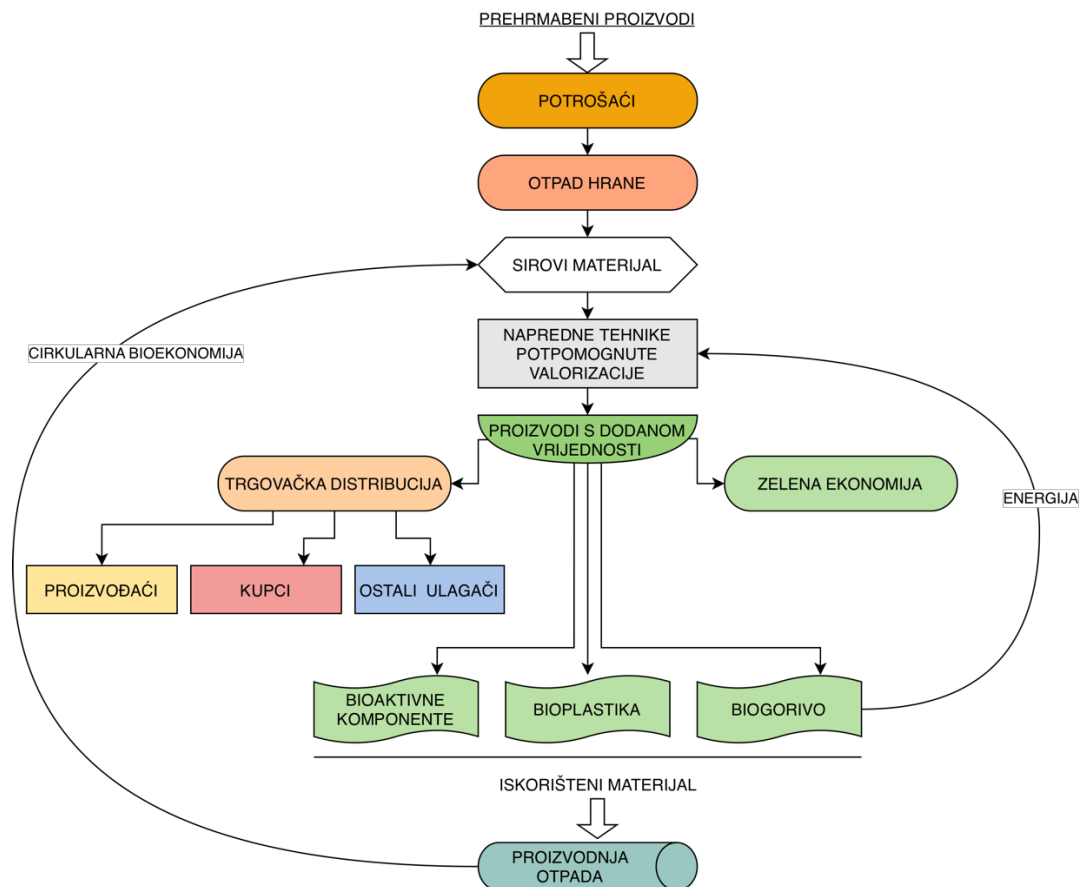 PREHRMABENI PROIZVODI
POTROŠAĆI
OTPAD HRANE
SIROVI MATERIJAL
CIRKULARNA BIOEKONOMIJA
NAPREDNE TEHNIKE
POTPOMOGNUTE
VALORIZACIJE
PROIZVODI S DODANOM
VRIJEDNOSTI
TRGOVAČKA DISTRIBUCIJA
ZELENA EKONOMIJA
ENERGIJA
PROIZVOĐAĆI
KUPCI
OSTALI ULAGAČI
BIOAKTIVNE
KOMPONENTE
BIOPLASTIKA
BIOGORIVO
ISKORIŠTENI MATERIJAL
PROIZVODNJA
OTPADA